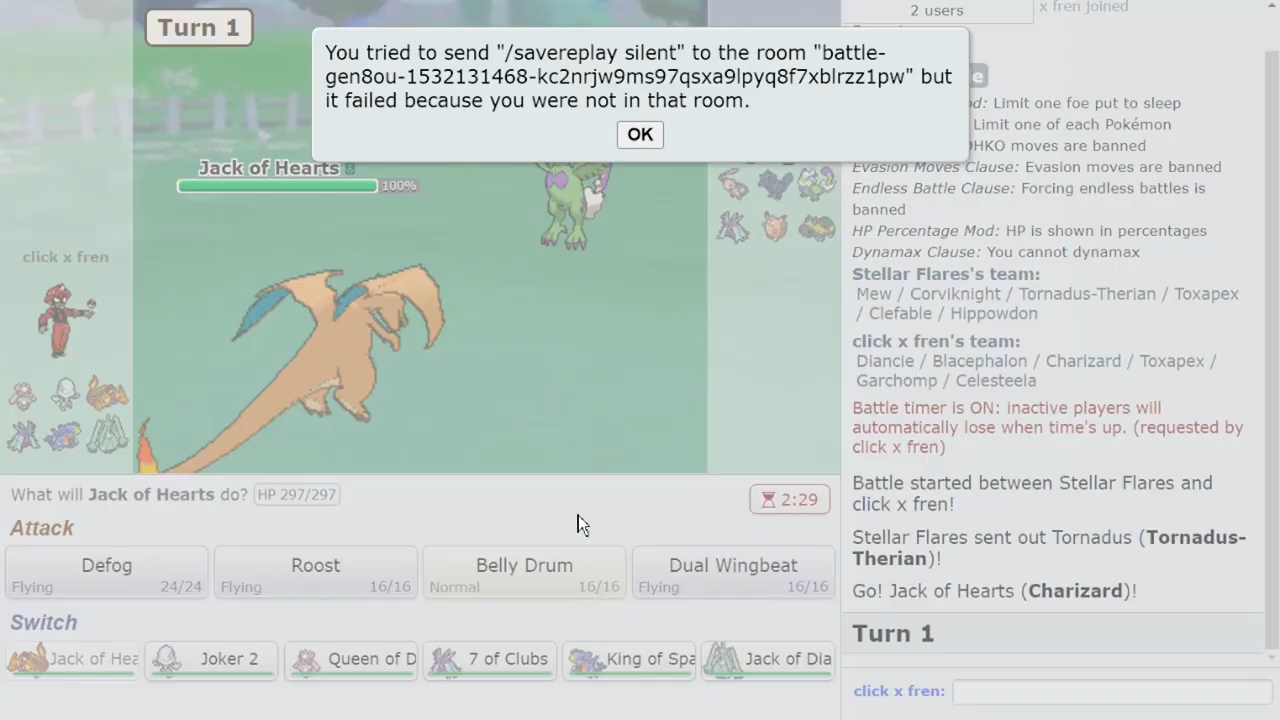 Turn 1
You tried to send "/savereplay silent" to the room "battle-
gen8ou-1532131468-kc2nrjw9ms97qsxa9lpyq8f7xblrzz1pw" but
it failed because you were not in that room.
OK
2 users
x fren joined
Limit one foe put to sleep
Limit one of each Pokémon
OHKO moves are banned
Evasion Moves Clause: Evasion moves are banned
Endless Battle Clause: Forcing endless battles is
banned
HP Percentage Mod: HP is shown in percentages
Dynamax Clause: You cannot dynamax
Stellar Flares's team:
Mew / Corviknight / Tornadus-Therian / Toxapex
/ Clefable / Hippowdon
click x fren's team:
Diancie / Blacephalon / Charizard / Toxapex /
Garchomp / Celesteela
Battle timer is ON: inactive players will
automatically lose when time's up. (requested by
click x fren)
Battle started between Stellar Flares and
click x fren!
Stellar Flares sent out Tornadus (Tornadus-
Therian)!
Go! Jack of Hearts (Charizard)!
Turn 1
click x fren:
Jack of Hearts
100%
click x fren
What will Jack of Hearts do? HP 297/297
2:29
Attack
Defog
Flying 24/24
Roost
Flying 16/16
Belly Drum
Normal 16/16
Dual Wingbeat
Flying 16/16
Switch
Jack of Hea
Joker 2
Queen of D
7 of Clubs
King of Spa
Jack of Dia